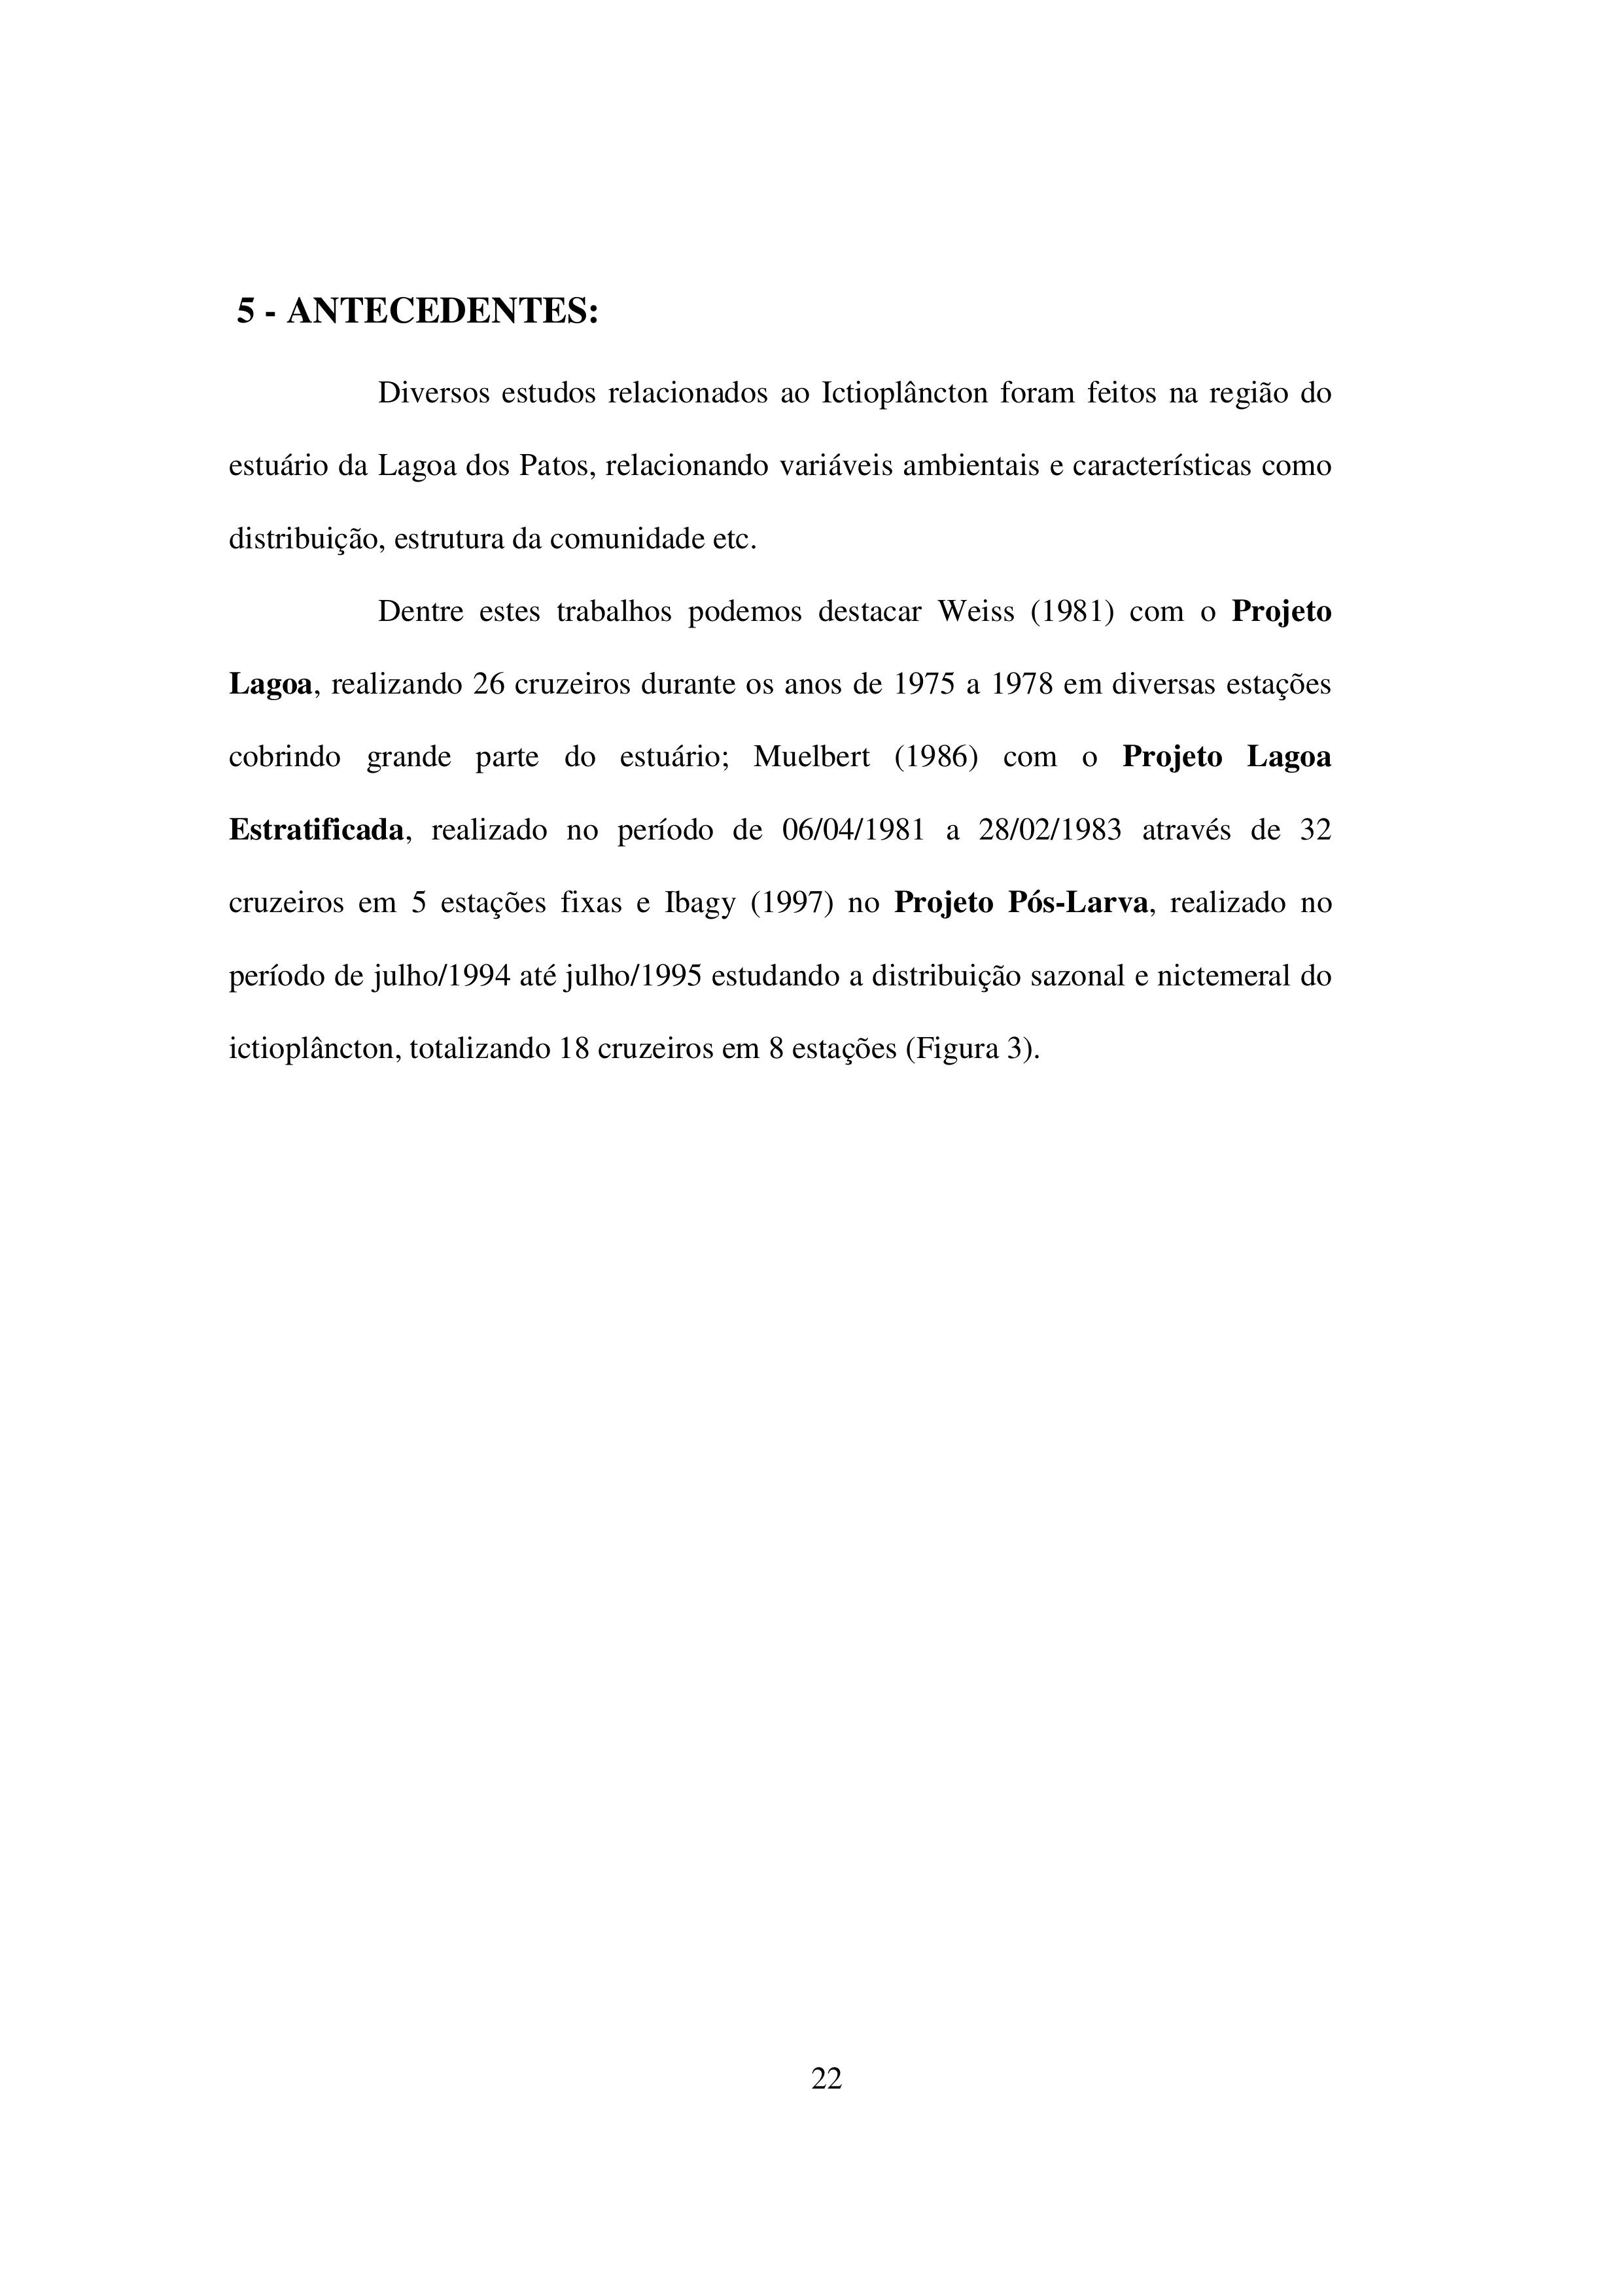 5 - ANTECEDENTES:
Diversos estudos relacionados ao Ictioplâncton foram feitos na região do
estuário da Lagoa dos Patos, relacionando variáveis ambientais e características como
distribuição, estrutura da comunidade etc.
Dentre estes trabalhos podemos destacar Weiss (1981) com o Projeto
Lagoa, realizando 26 cruzeiros durante os anos de 1975 a 1978 em diversas estações
cobrindo grande parte do estuário; Muelbert (1986) com o Projeto Lagoa
Estratificada, realizado no período de 06/04/1981 a 28/02/1983 através de 32
cruzeiros em 5 estações fixas e Ibagy (1997) no Projeto Pós-Larva, realizado no
período de julho/1994 até julho/1995 estudando a distribuição sazonal e nictemeral do
ictioplâncton, totalizando 18 cruzeiros em 8 estações (Figura 3).
22